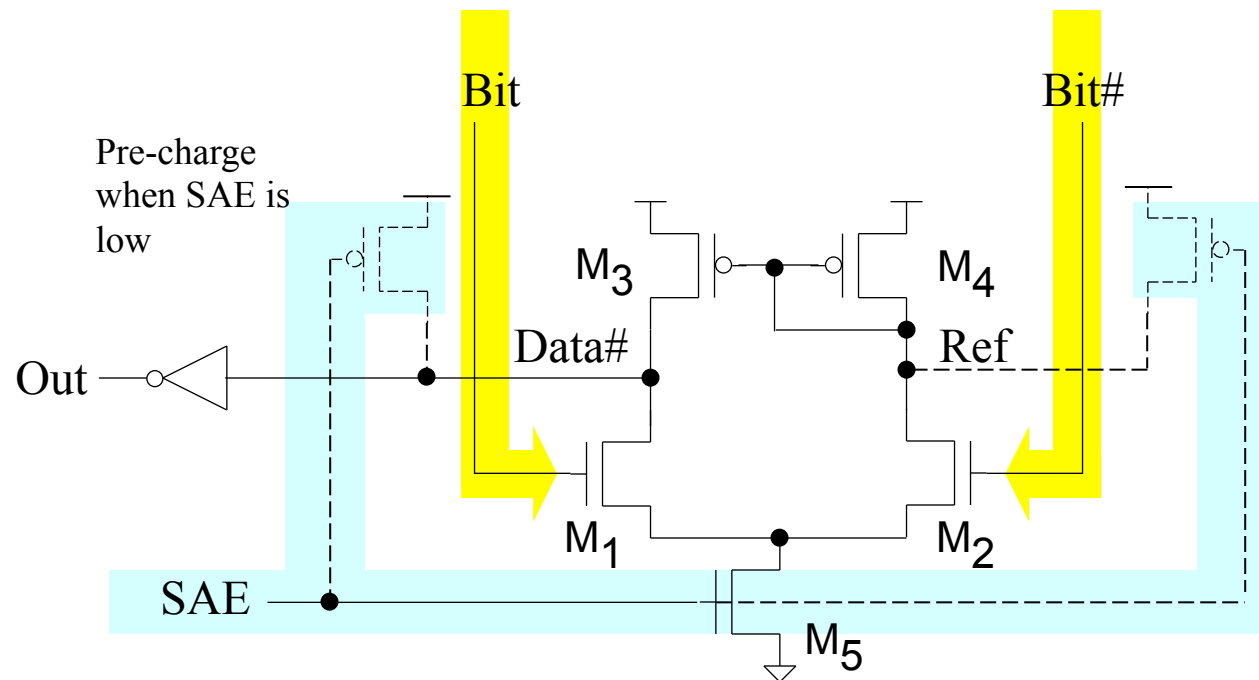 Bit
Bit#
Pre-charge
when SAE is
low
M3
M4
Data#
Ref
Out
M1
M2
SAE
M5